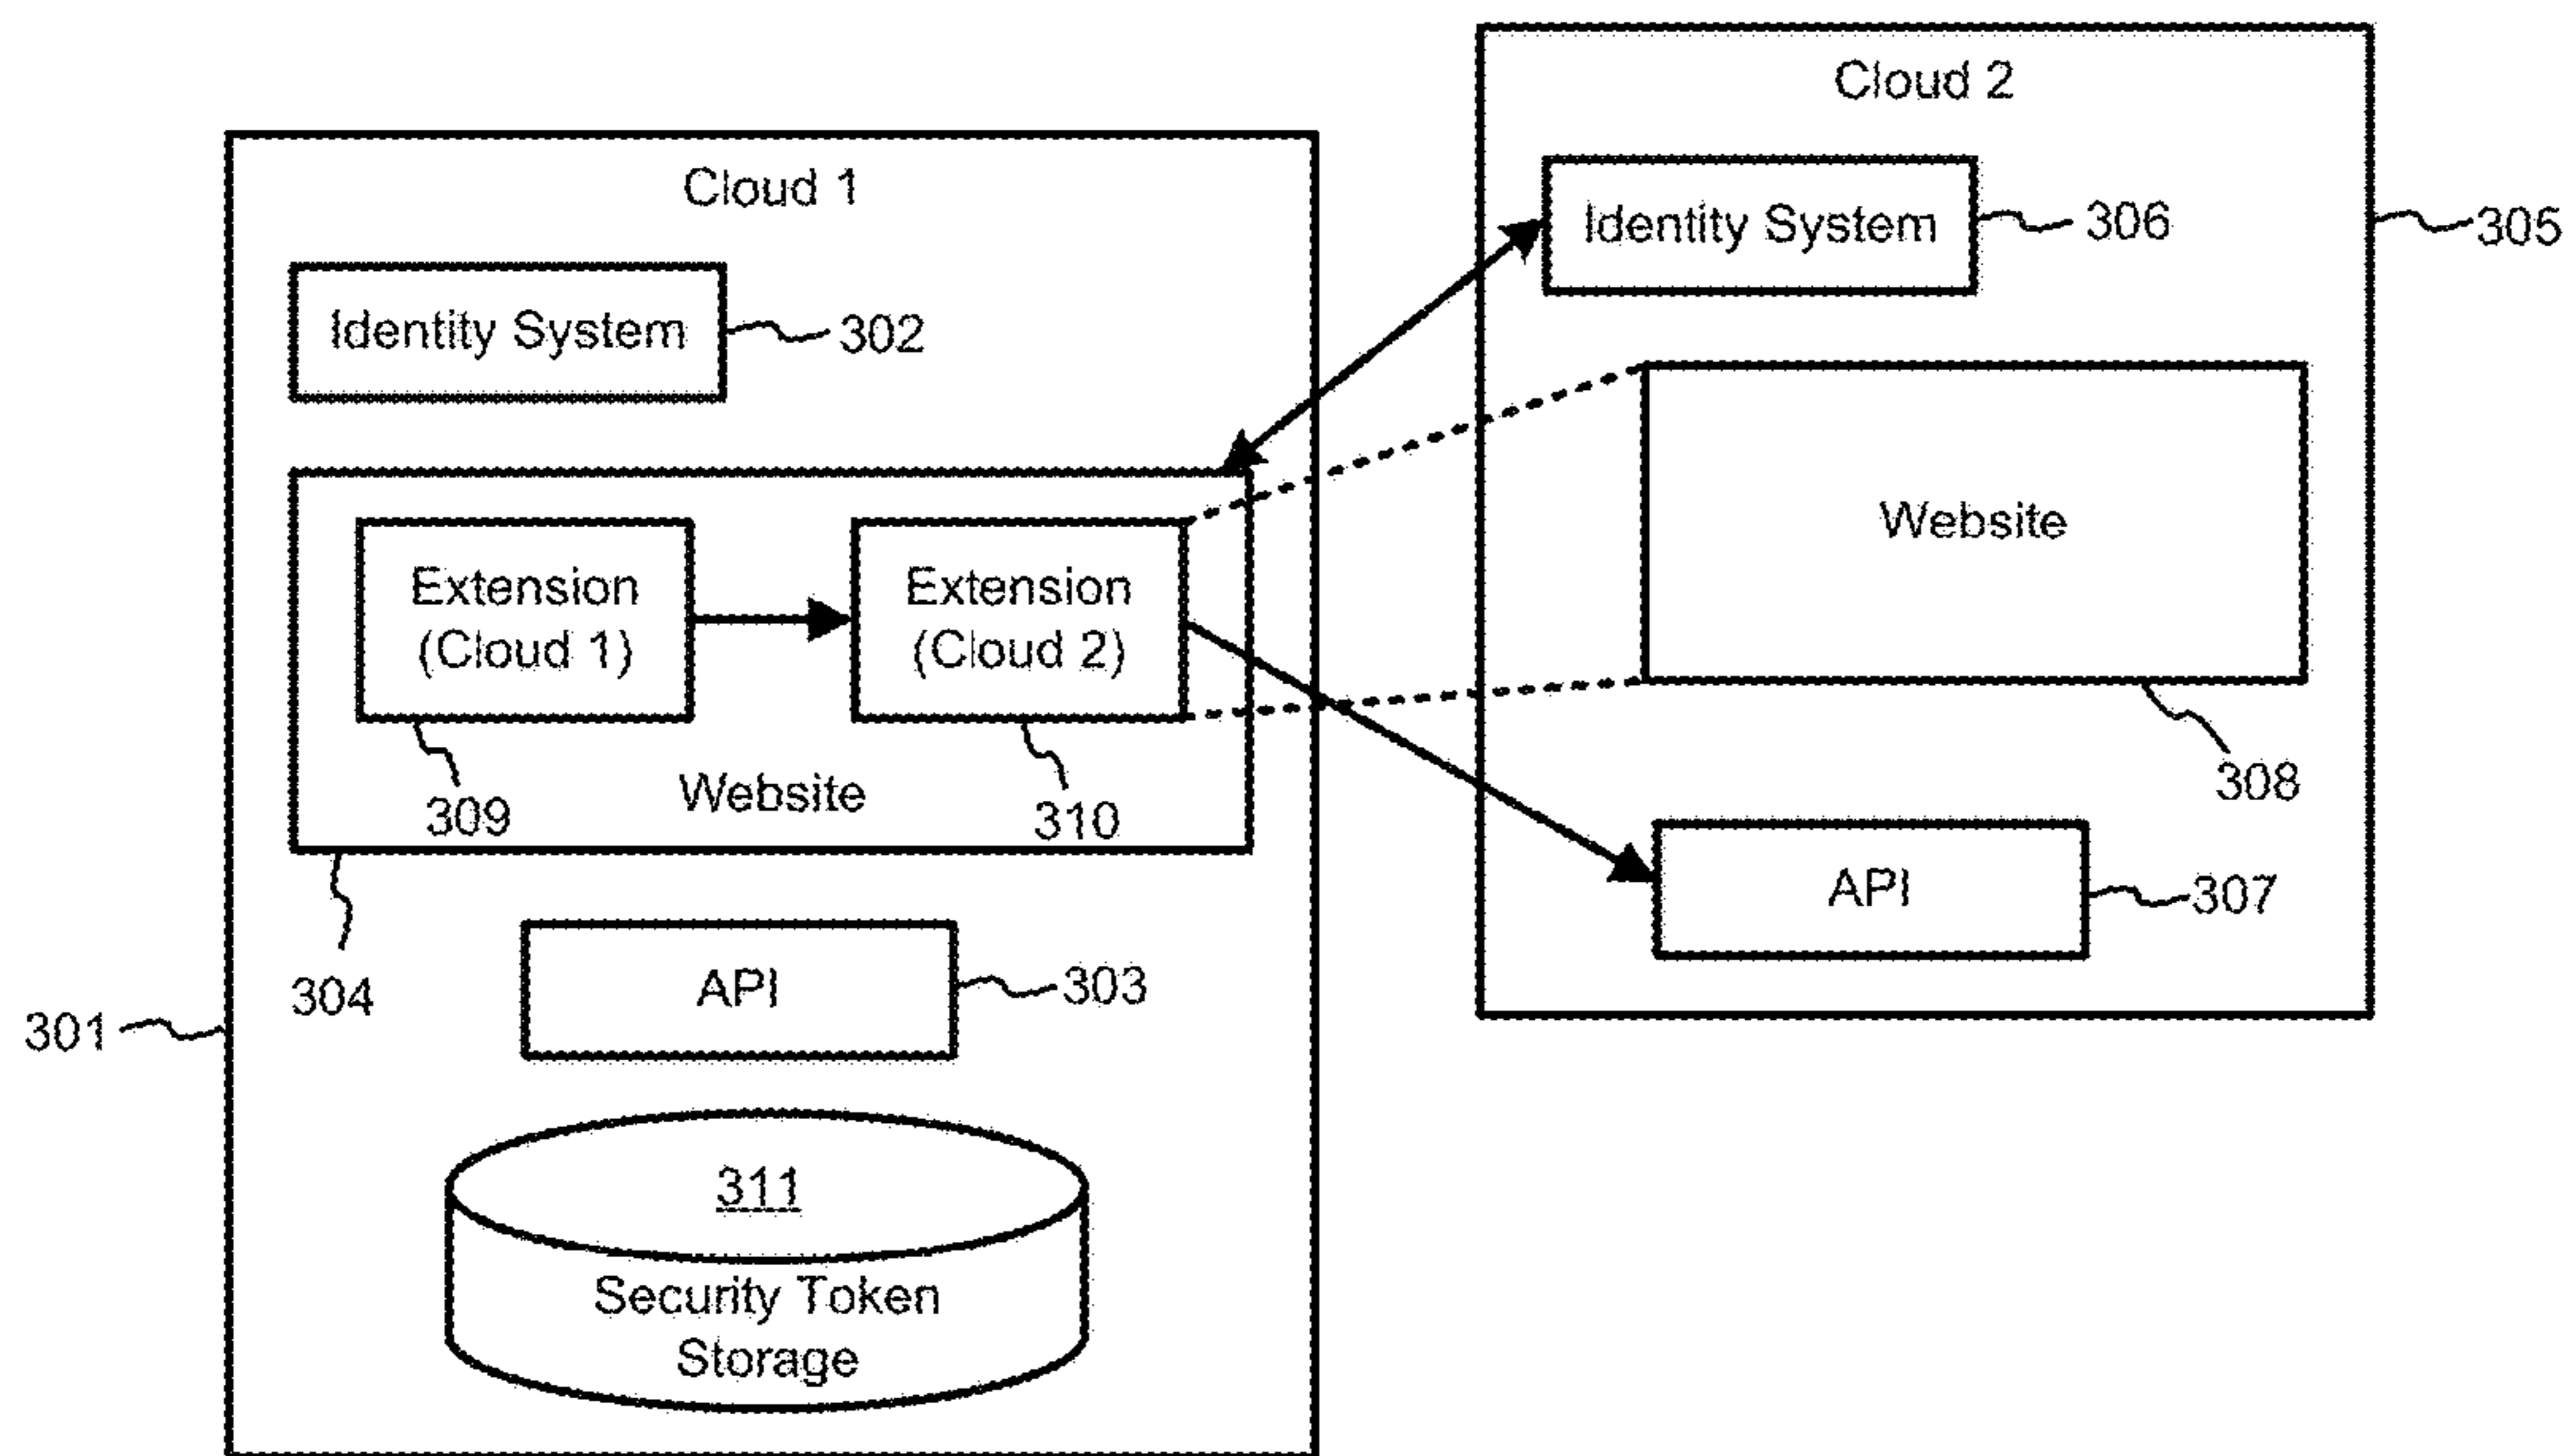 Cloud 1
Identity System
302
Extension
(Cloud 1)
Extension
(Cloud 2)
309
Website
310
304
API
303
301
311
Security Token
Storage
Cloud 2
Identity System
306
305
Website
308
API
307